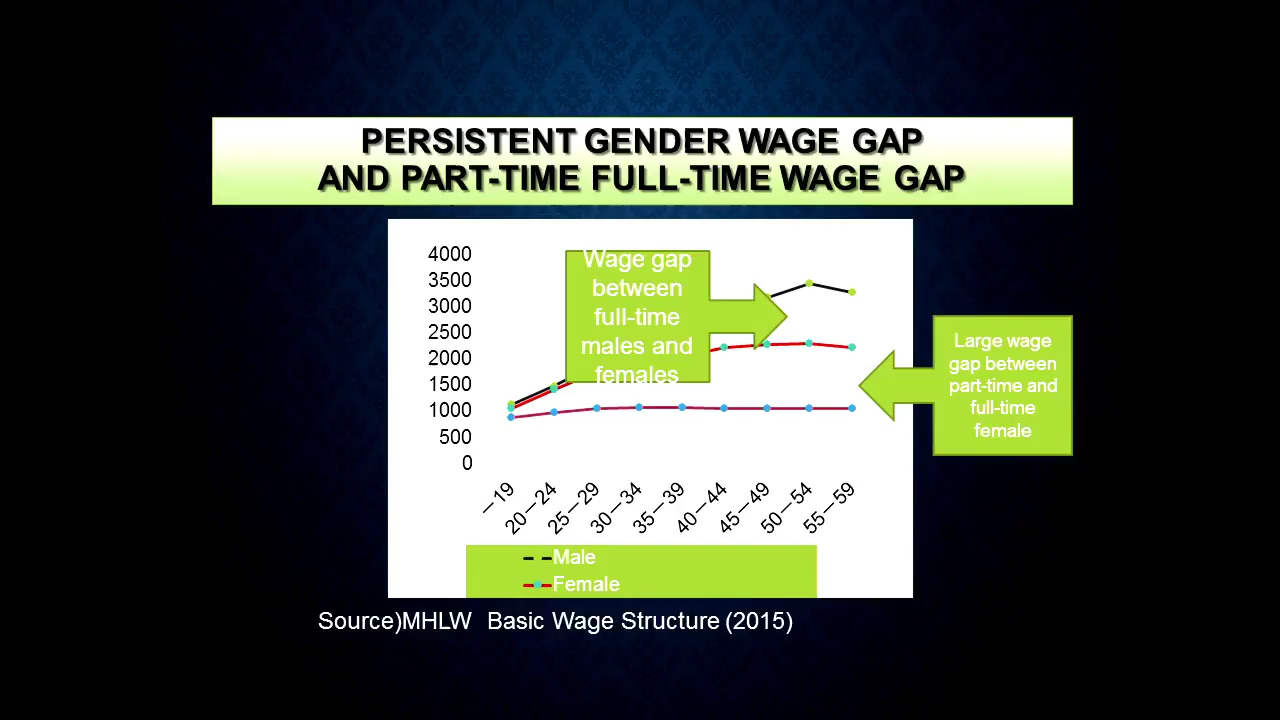 PERSISTENT GENDER WAGE GAP
AND PART-TIME FULL-TIME WAGE GAP
4000
3500
3000
2500
2000
1500
1000
500
0
Wage gap
between
full-time
males and
females
Large wage
gap between
part-time and
full-time
female
－19
20－24
25－29
30－34
35－39
40－44
45－49
50－54
55－59
Male
Female
Source)MHLW Basic Wage Structure (2015)